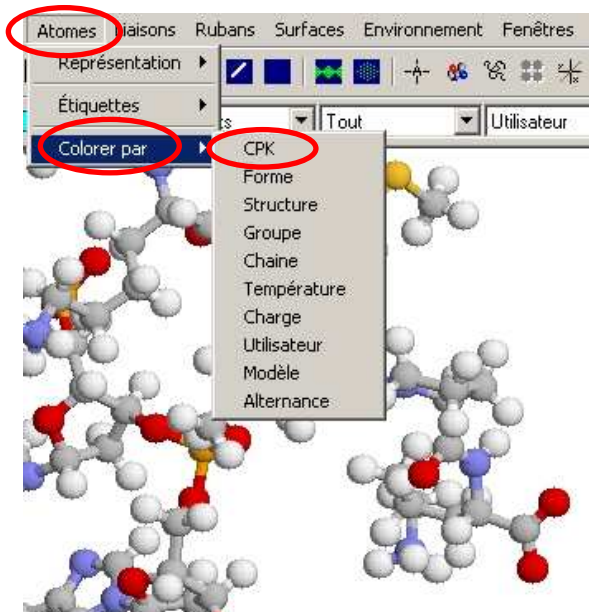 Atomes Liaisons Rubans Surfaces Environnement Fenêtres
Représentation
Étiquettes
Tout Utilisateur
Colorer par
CPK
Forme
Structure
Groupe
Chaine
Température
Charge
Utilisateur
Modèle
Alternance